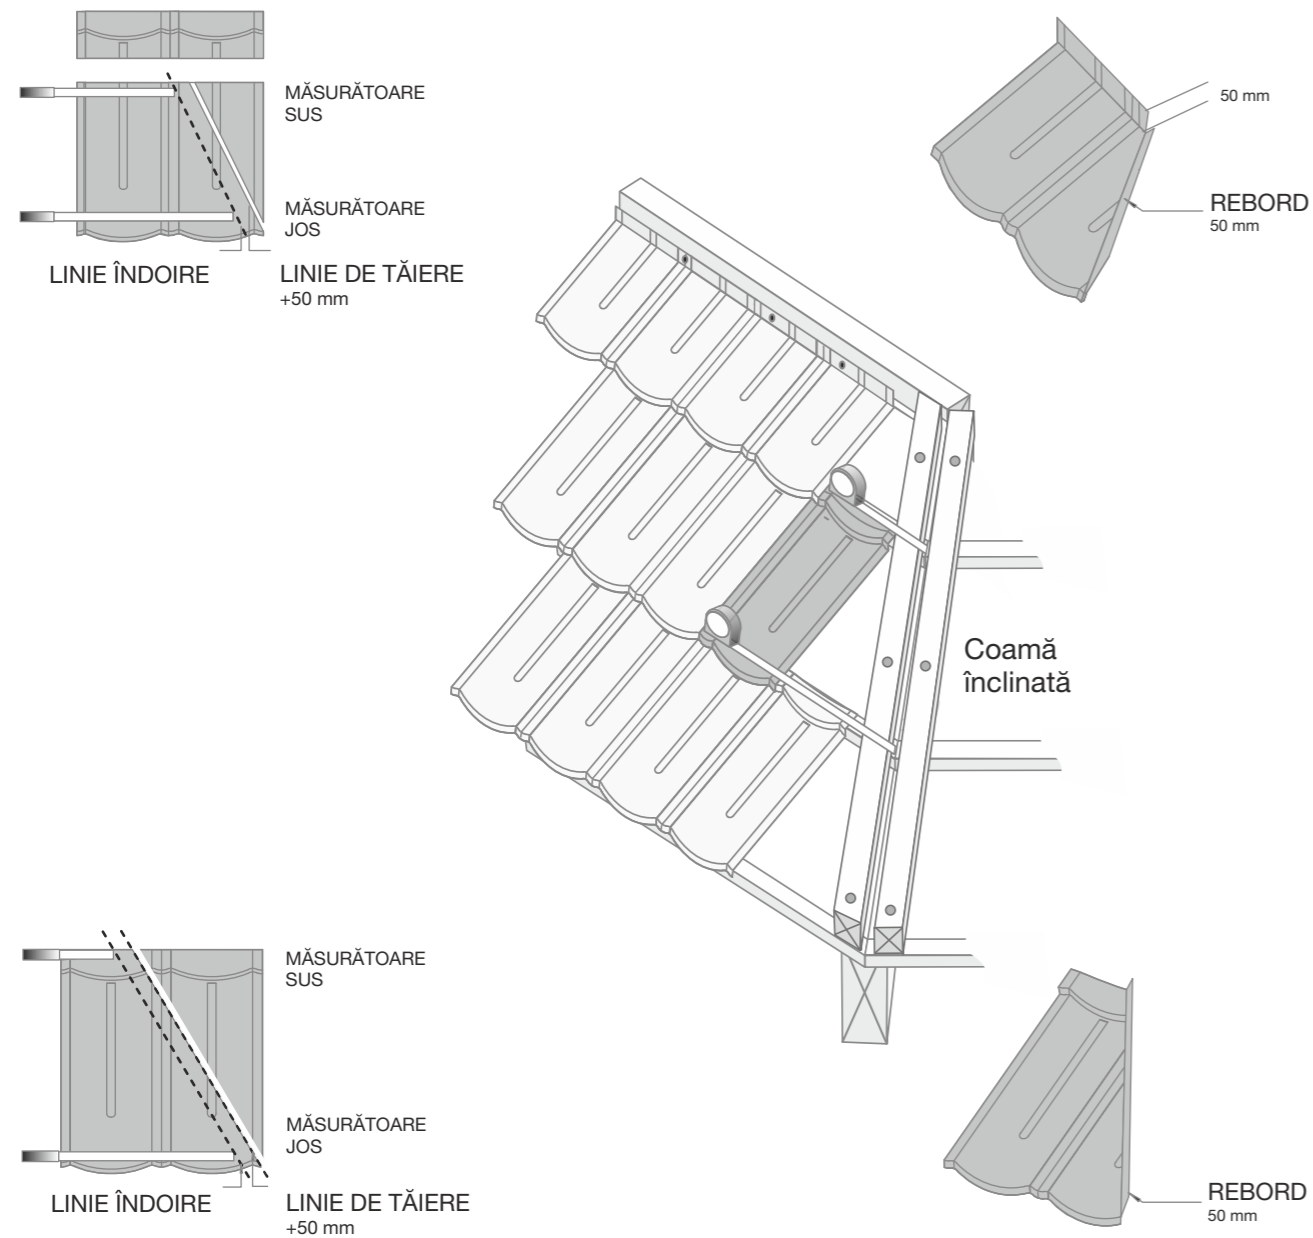 MĂSURĂTOARE
SUS
MĂSURĂTOARE
JOS
LINIE ÎNDOIRE
LINIE DE TĂIERE
+50 mm
50 mm
REBORD
50 mm
Coamă
înclinată
MĂSURĂTOARE
SUS
MĂSURĂTOARE
JOS
LINIE ÎNDOIRE
LINIE DE TĂIERE
+50 mm
REBORD
50 mm